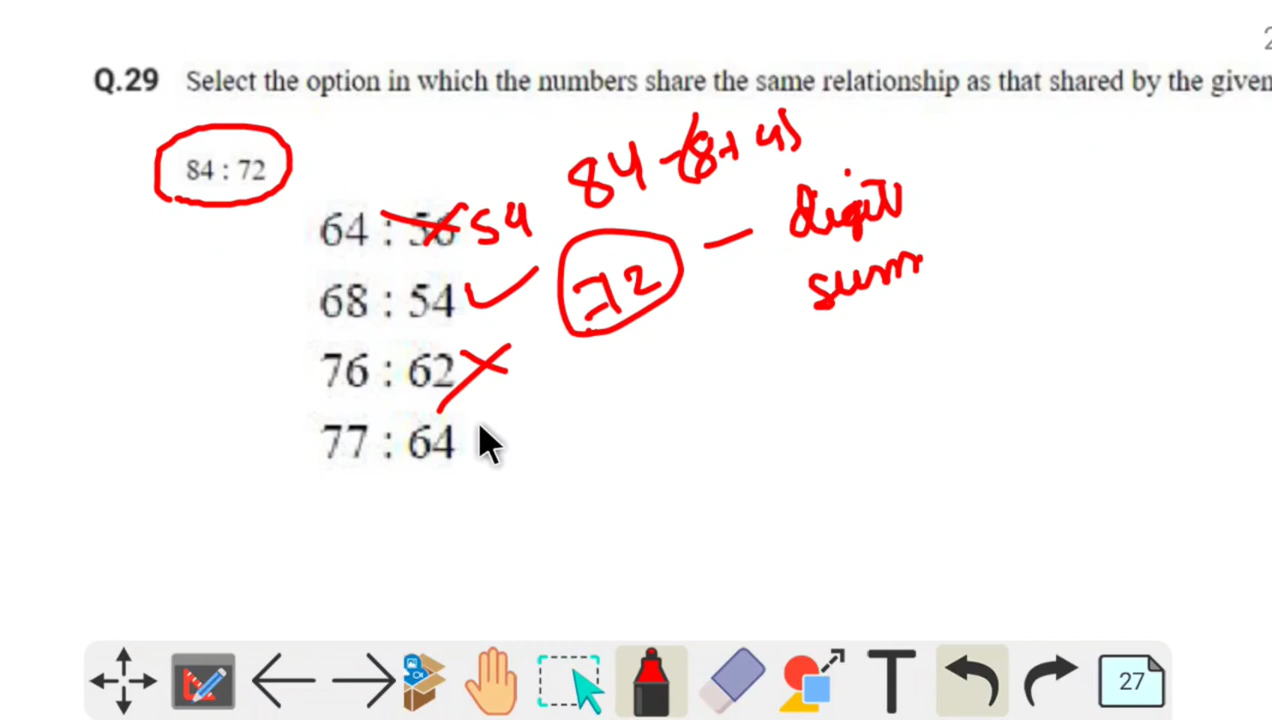 2
Q.29 Select the option in which the numbers share the same relationship as that shared by the given
84 : 72
84 - (8+4)
64 : 56 54
digit
68 : 54
72
sum
76 : 62
77 : 64
T
27